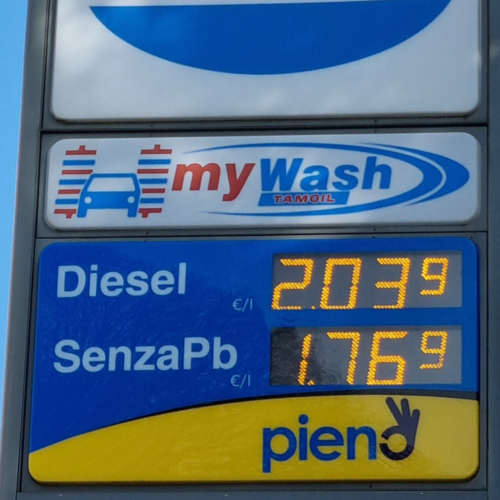 myWash
TAMOIL
Diesel €/l 2.039
SenzaPb €/l 1.769
pieno